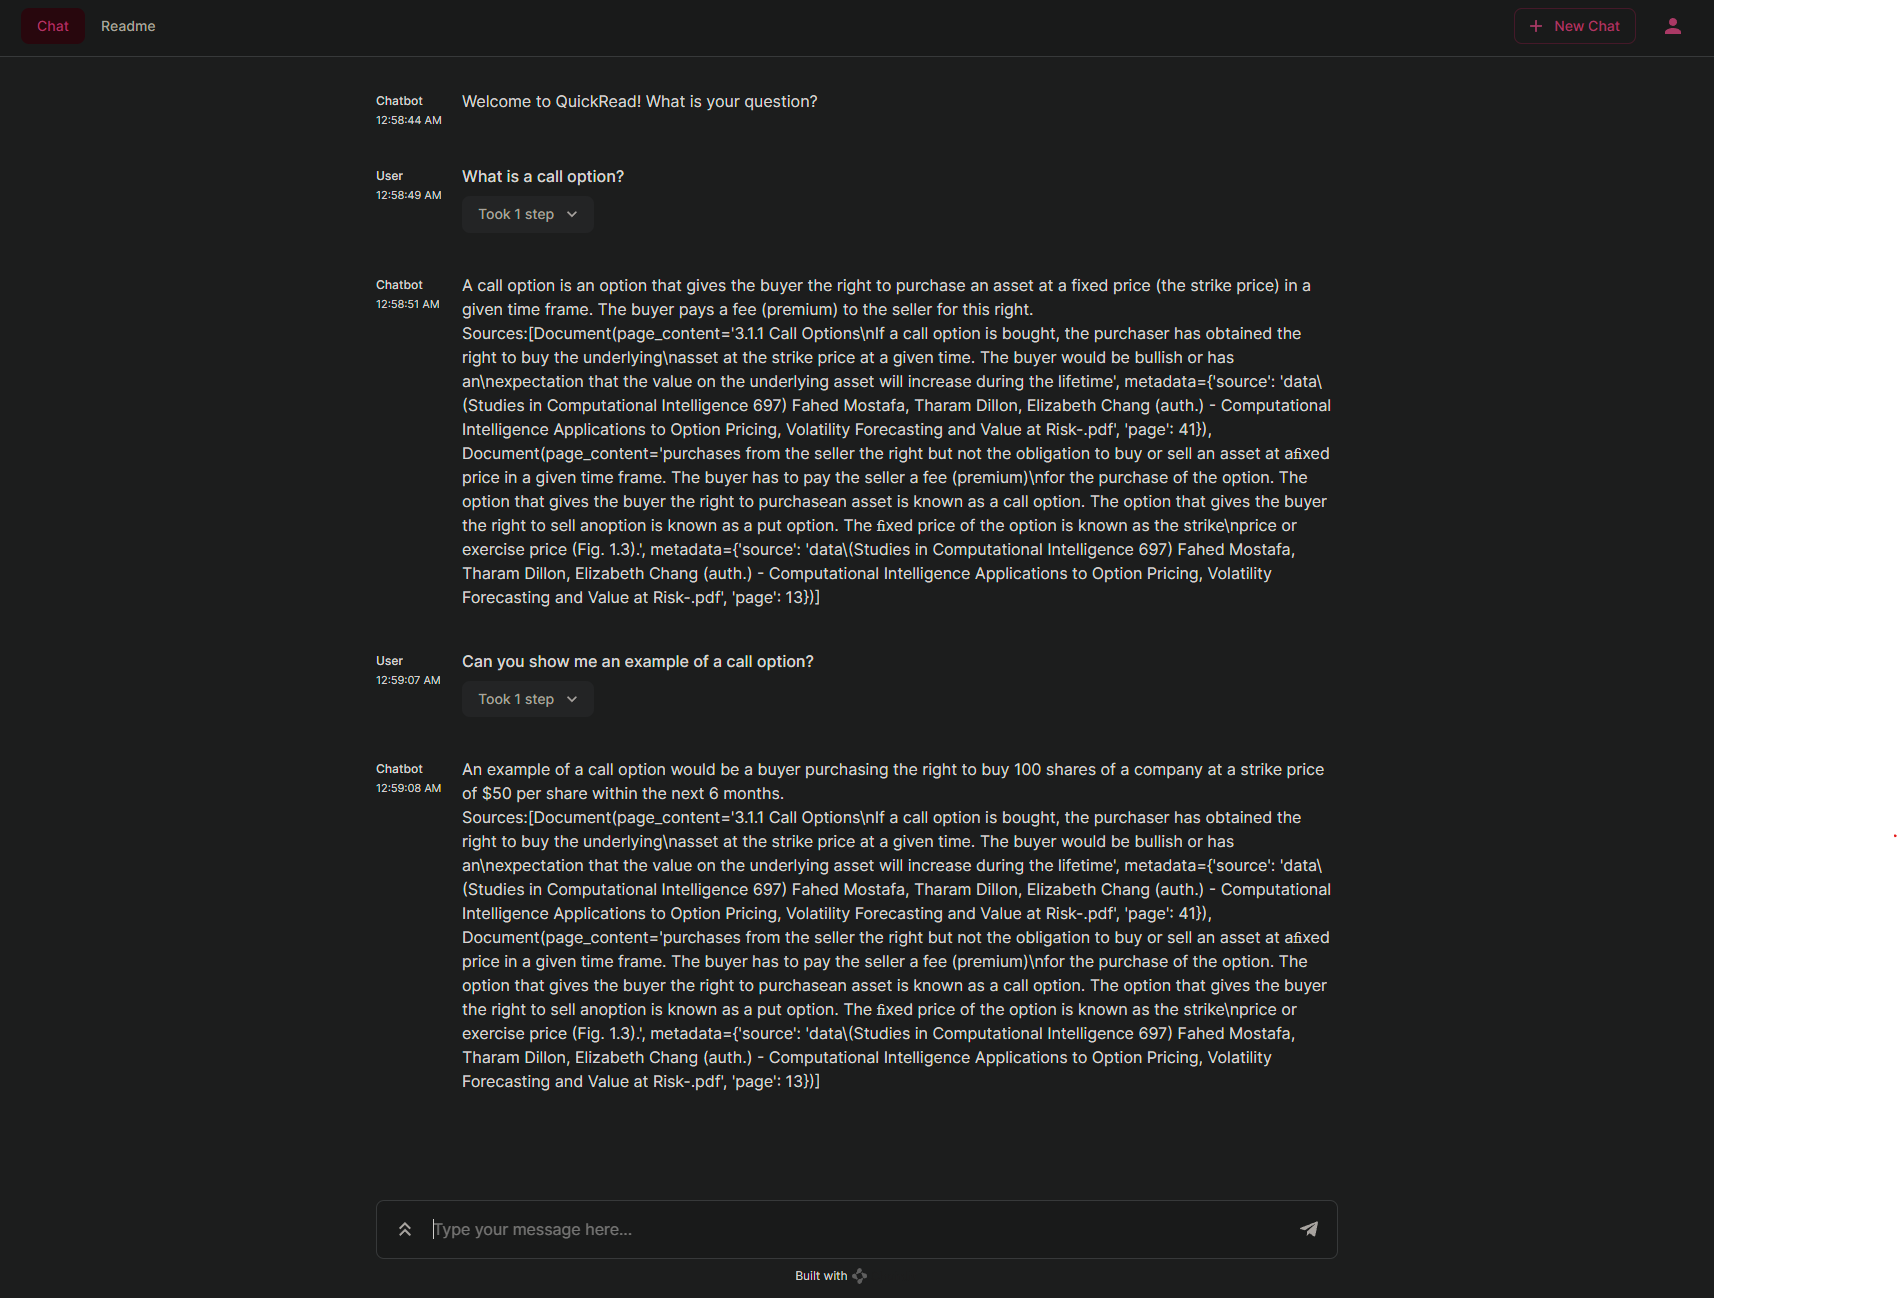 Chat
Readme
New Chat
Chatbot
12:58:44 AM
Welcome to QuickRead! What is your question?
User
12:58:49 AM
What is a call option?
Took 1 step
Chatbot
12:58:51 AM
A call option is an option that gives the buyer the right to purchase an asset at a fixed price (the strike price) in a
given time frame. The buyer pays a fee (premium) to the seller for this right.
Sources:[Document(page_content='3.1.1 Call Options\nIf a call option is bought, the purchaser has obtained the
right to buy the underlying\nasset at the strike price at a given time. The buyer would be bullish or has
an\nexpectation that the value on the underlying asset will increase during the lifetime', metadata={'source': 'data\
(Studies in Computational Intelligence 697) Fahed Mostafa, Tharam Dillon, Elizabeth Chang (auth.) - Computational
Intelligence Applications to Option Pricing, Volatility Forecasting and Value at Risk-.pdf', 'page': 41}),
Document(page_content='purchases from the seller the right but not the obligation to buy or sell an asset at afixed
price in a given time frame. The buyer has to pay the seller a fee (premium)\nfor the purchase of the option. The
option that gives the buyer the right to purchasean asset is known as a call option. The option that gives the buyer
the right to sell anoption is known as a put option. The fixed price of the option is known as the strike\nprice or
exercise price (Fig. 1.3).', metadata={'source': 'data\(Studies in Computational Intelligence 697) Fahed Mostafa,
Tharam Dillon, Elizabeth Chang (auth.) - Computational Intelligence Applications to Option Pricing, Volatility
Forecasting and Value at Risk-.pdf', 'page': 13})]
User
12:59:07 AM
Can you show me an example of a call option?
Took 1 step
Chatbot
12:59:08 AM
An example of a call option would be a buyer purchasing the right to buy 100 shares of a company at a strike price
of $50 per share within the next 6 months.
Sources:[Document(page_content='3.1.1 Call Options\nIf a call option is bought, the purchaser has obtained the
right to buy the underlying\nasset at the strike price at a given time. The buyer would be bullish or has
an\nexpectation that the value on the underlying asset will increase during the lifetime', metadata={'source': 'data\
(Studies in Computational Intelligence 697) Fahed Mostafa, Tharam Dillon, Elizabeth Chang (auth.) - Computational
Intelligence Applications to Option Pricing, Volatility Forecasting and Value at Risk-.pdf', 'page': 41}),
Document(page_content='purchases from the seller the right but not the obligation to buy or sell an asset at afixed
price in a given time frame. The buyer has to pay the seller a fee (premium)\nfor the purchase of the option. The
option that gives the buyer the right to purchasean asset is known as a call option. The option that gives the buyer
the right to sell anoption is known as a put option. The fixed price of the option is known as the strike\nprice or
exercise price (Fig. 1.3).', metadata={'source': 'data\(Studies in Computational Intelligence 697) Fahed Mostafa,
Tharam Dillon, Elizabeth Chang (auth.) - Computational Intelligence Applications to Option Pricing, Volatility
Forecasting and Value at Risk-.pdf', 'page': 13})]
Type your message here...
Built with